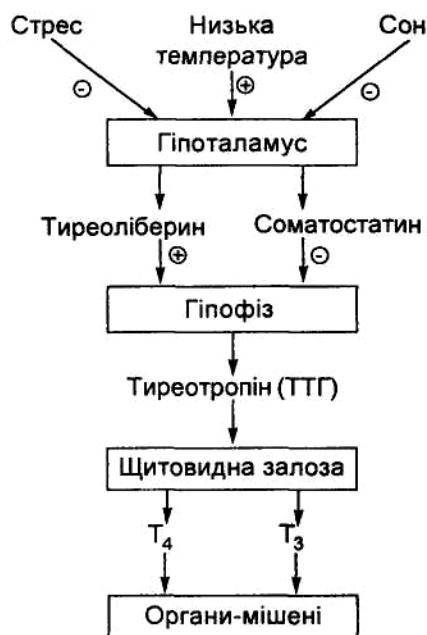 Стрес
Низька
температура
Сон
⊖
⊕
⊖
Гіпоталамус
Тиреоліберин
Соматостатин
⊕
⊖
Гіпофіз
Тиреотропін (ТТГ)
Щитовидна залоза
T₄
T₃
Органи-мішені